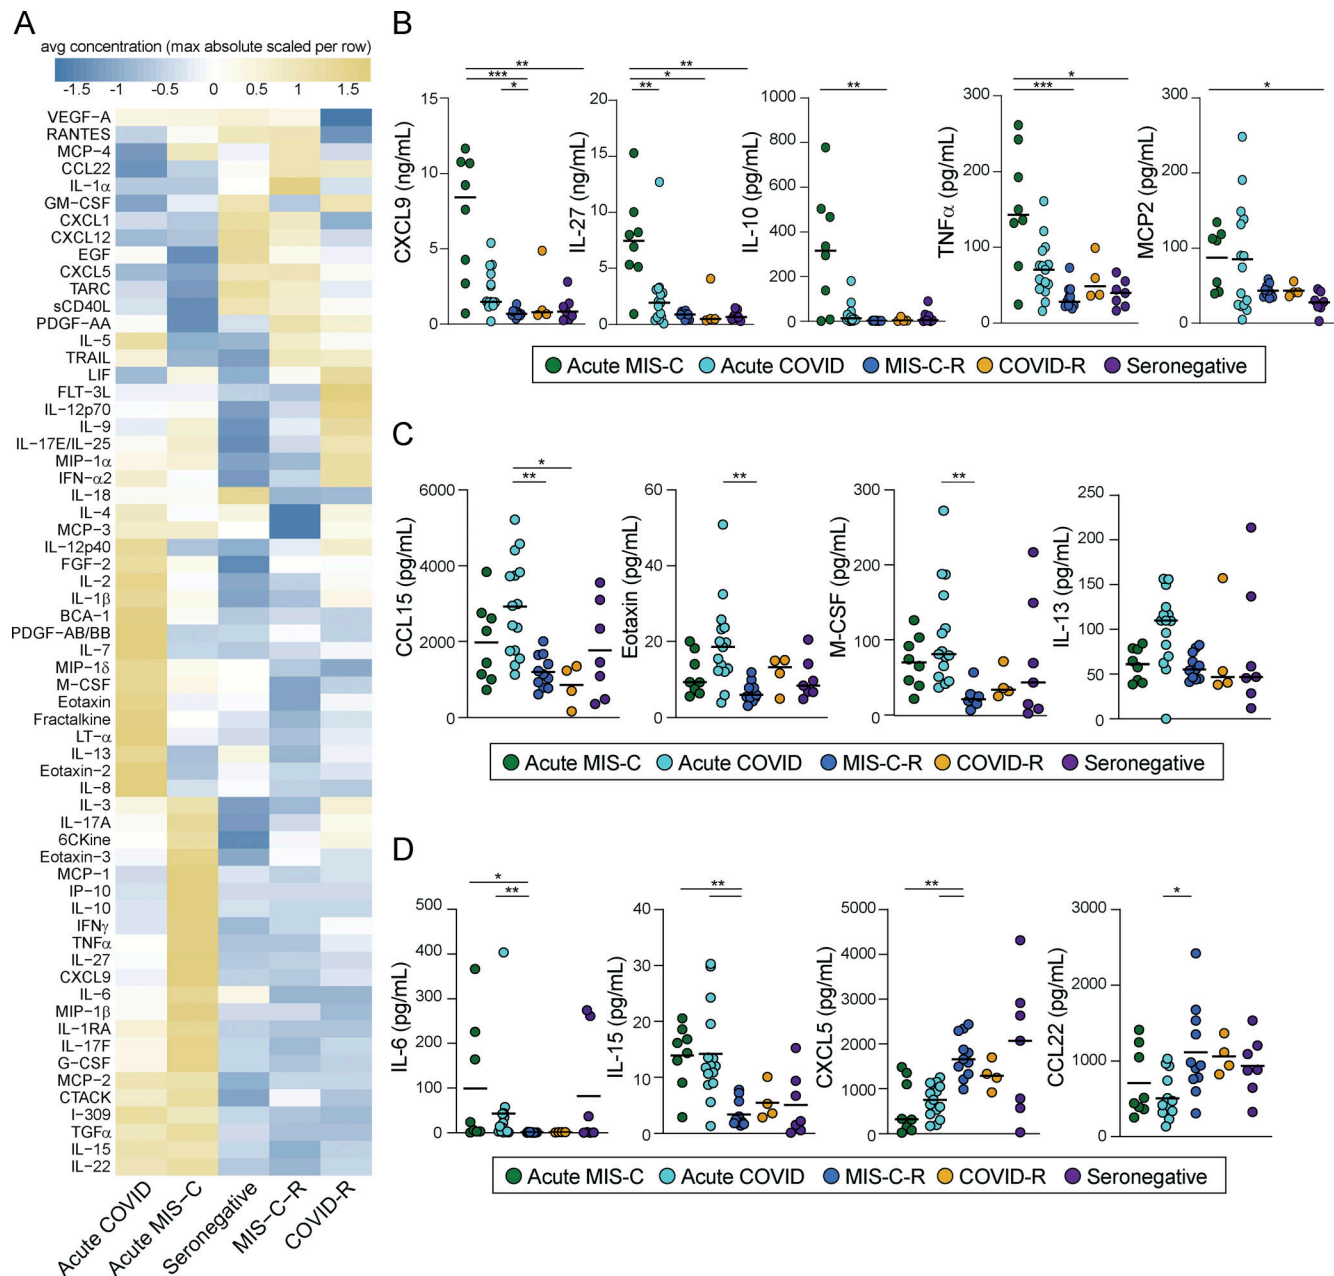 A
avg concentration (max absolute scaled per row)
-1.5 -1 -0.5 0 0.5 1 1.5
VEGF−A
RANTES
MCP−4
CCL22
IL−1α
GM−CSF
CXCL1
CXCL12
EGF
CXCL5
TARC
sCD40L
PDGF−AA
IL−5
TRAIL
LIF
FLT−3L
IL−12p70
IL−9
IL−17E/IL−25
MIP−1α
IFN−α2
IL−18
IL−4
MCP−3
IL−12p40
FGF−2
IL−2
IL−1β
BCA−1
PDGF−AB/BB
IL−7
MIP−1δ
M−CSF
Eotaxin
Fractalkine
LT−α
IL−13
Eotaxin−2
IL−8
IL−3
IL−17A
6CKine
Eotaxin−3
MCP−1
IP−10
IL−10
IFNγ
TNFα
IL−27
CXCL9
IL−6
MIP−1β
IL−1RA
IL−17F
G−CSF
MCP−2
CTACK
I−309
TGFα
IL−15
IL−22
Acute COVID
Acute MIS−C
Seronegative
MIS−C−R
COVID−R
B
CXCL9 (ng/mL)
15
10
5
0
**
***
*
IL-27 (ng/mL)
20
15
10
5
0
**
*
**
IL-10 (pg/mL)
1000
800
600
400
200
0
**
TNFα (pg/mL)
300
200
100
0
*
***
MCP2 (pg/mL)
300
200
100
0
*
Acute MIS-C Acute COVID MIS-C-R COVID-R Seronegative
C
CCL15 (pg/mL)
6000
4000
2000
0
*
**
Eotaxin (pg/mL)
60
40
20
0
**
M-CSF (pg/mL)
300
200
100
0
**
IL-13 (pg/mL)
250
200
150
100
50
0
Acute MIS-C Acute COVID MIS-C-R COVID-R Seronegative
D
IL-6 (pg/mL)
500
400
300
200
100
0
*
**
IL-15 (pg/mL)
40
30
20
10
0
**
CXCL5 (pg/mL)
5000
4000
3000
2000
1000
0
**
CCL22 (pg/mL)
3000
2000
1000
0
*
Acute MIS-C Acute COVID MIS-C-R COVID-R Seronegative